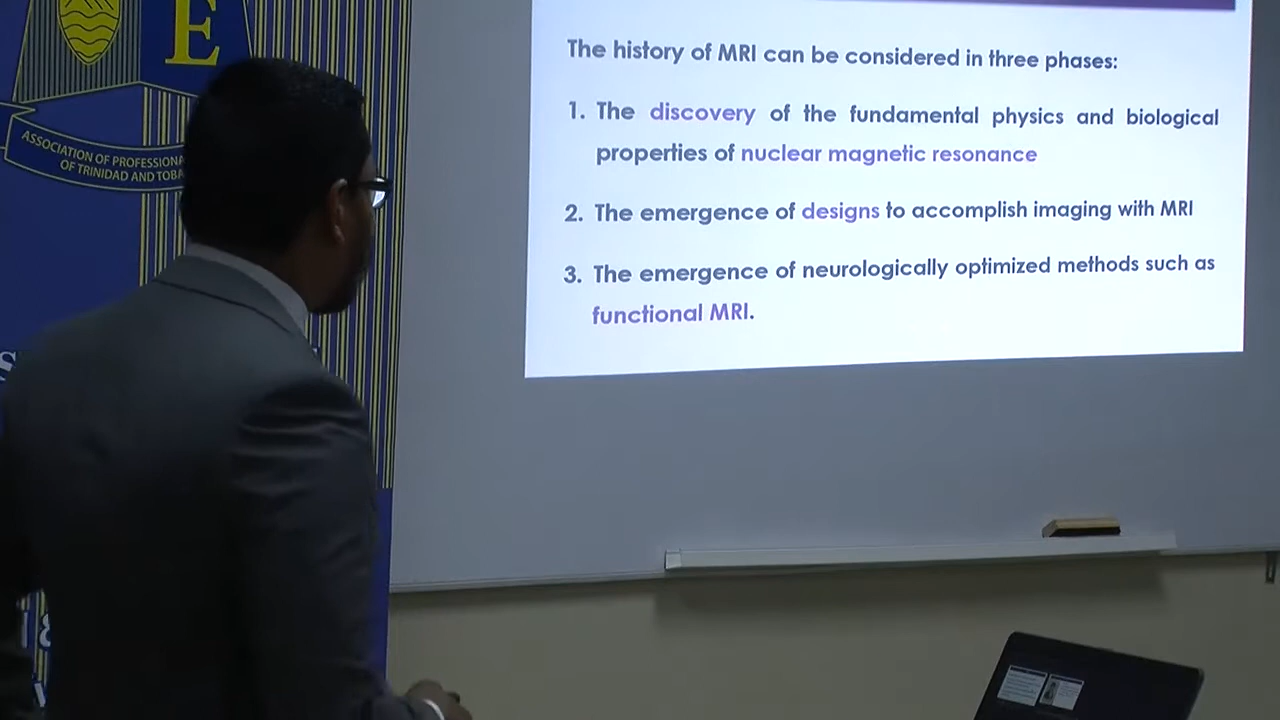 E
ASSOCIATION OF
OF TRINIDAD AND
The history of MRI can be considered in three phases:
1. The discovery of the fundamental physics and biological
properties of nuclear magnetic resonance
2. The emergence of designs to accomplish imaging with MRI
3. The emergence of neurologically optimized methods such as
functional MRI.